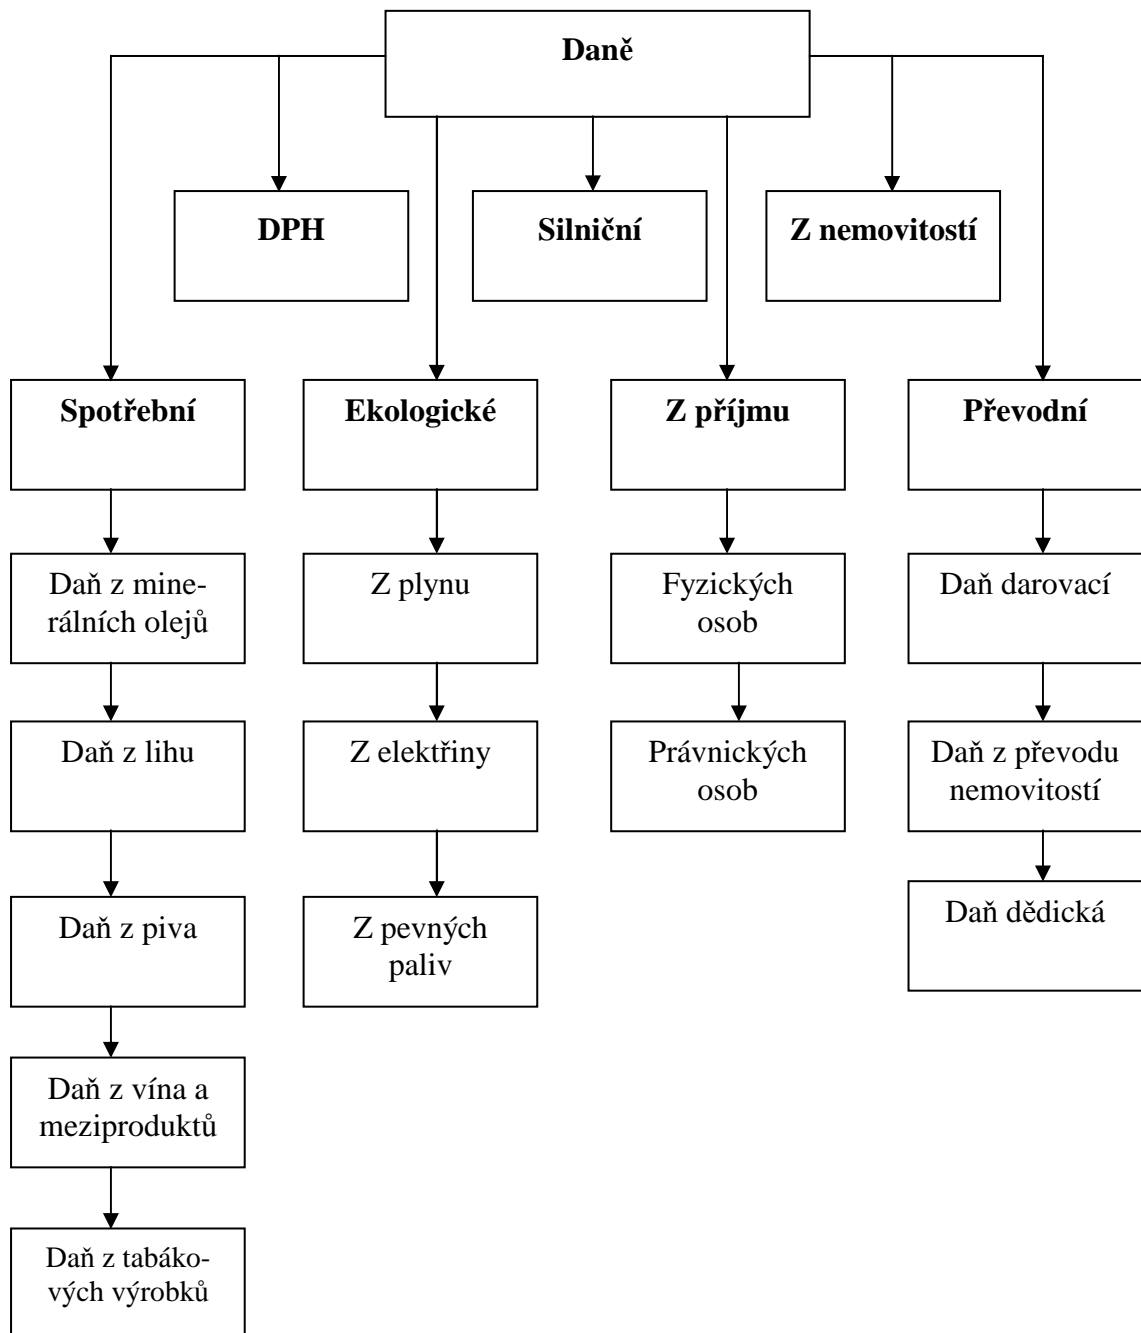 Daně
DPH
Silniční
Z nemovitostí
Spotřební
Ekologické
Z příjmu
Převodní
Daň z mine-
rálních olejů
Z plynu
Fyzických
osob
Daň darovací
Daň z lihu
Z elektřiny
Právnických
osob
Daň z převodu
nemovitostí
Daň z piva
Z pevných
paliv
Daň dědická
Daň z vína a
meziproduktů
Daň z tabáko-
vých výrobků